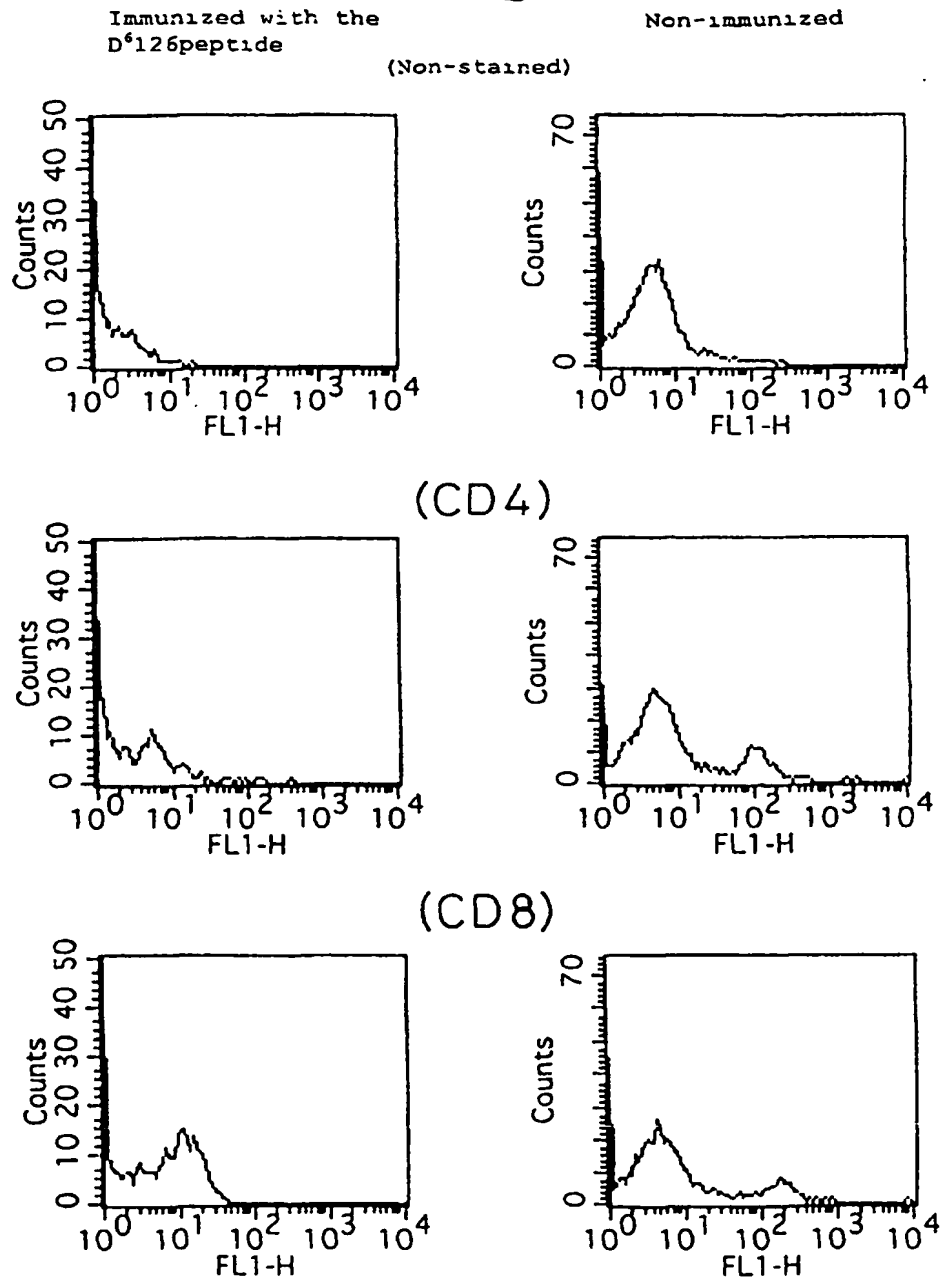 Immunized with the
D⁶126peptide
Non-immunized
(Non-stained)
50
40
30
20
10
0
Counts
10⁰ 10¹ 10² 10³ 10⁴
FL1-H
70
0
Counts
10⁰ 10¹ 10² 10³ 10⁴
FL1-H
(CD4)
50
40
30
20
10
0
Counts
10⁰ 10¹ 10² 10³ 10⁴
FL1-H
70
0
Counts
10⁰ 10¹ 10² 10³ 10⁴
FL1-H
(CD8)
50
40
30
20
10
0
Counts
10⁰ 10¹ 10² 10³ 10⁴
FL1-H
70
0
Counts
10⁰ 10¹ 10² 10³ 10⁴
FL1-H